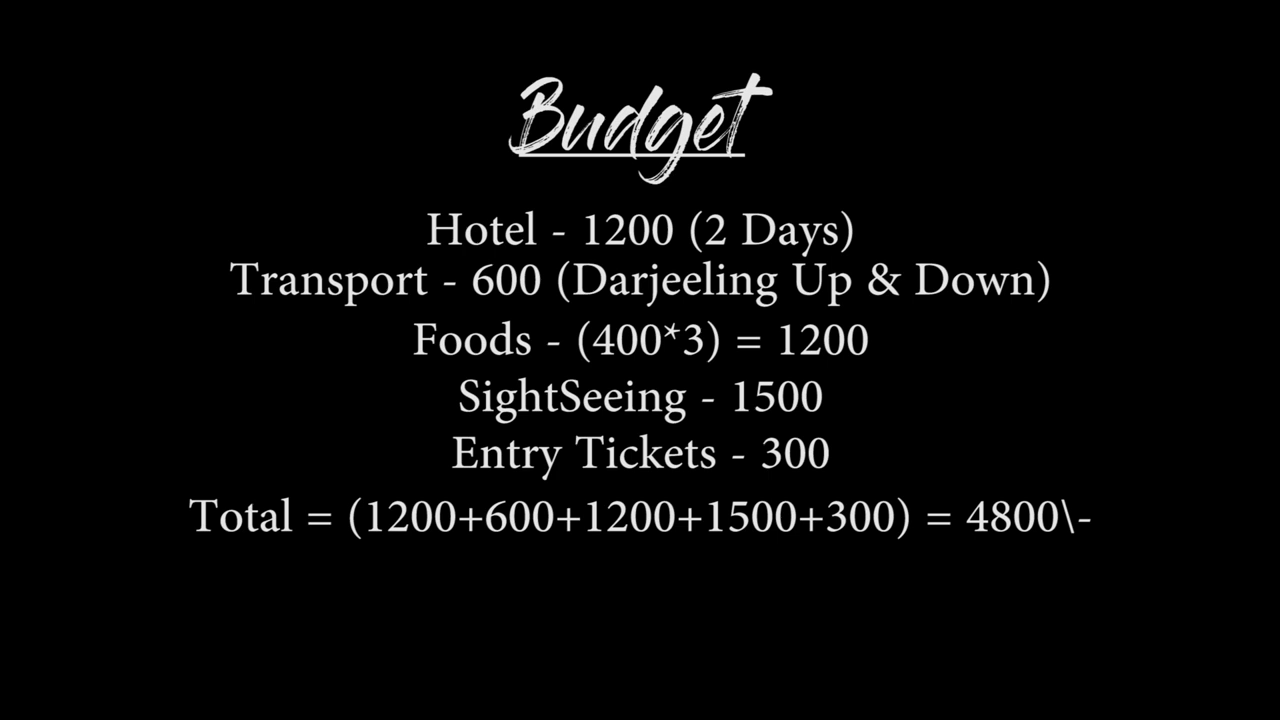 Budget
Hotel - 1200 (2 Days)
Transport - 600 (Darjeeling Up & Down)
Foods - (400*3) = 1200
SightSeeing - 1500
Entry Tickets - 300
Total = (1200+600+1200+1500+300) = 4800\-